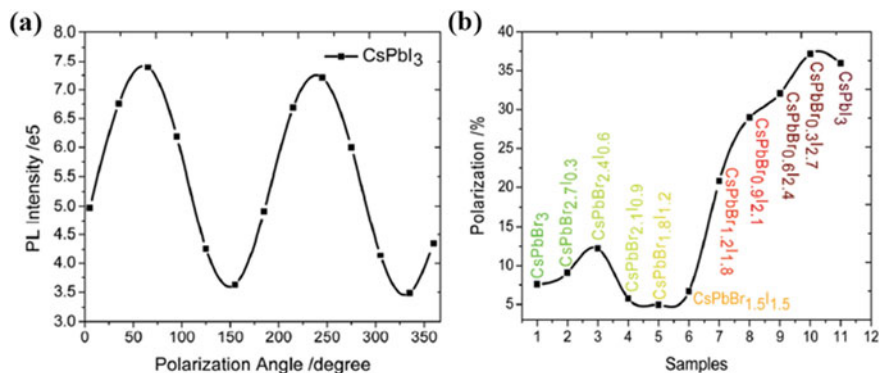 (a)
8.0
7.5
7.0
6.5
6.0
5.5
5.0
4.5
4.0
3.5
3.0
PL Intensity /e5
CsPbI3
0 50 100 150 200 250 300 350
Polarization Angle /degree
(b)
40
35
30
25
20
15
10
5
Polarization /%
CsPbBr3
CsPbBr2.7I0.3
CsPbBr2.4I0.6
CsPbBr2.1I0.9
CsPbBr1.8I1.2
CsPbBr1.5I1.5
CsPbBr1.2I1.8
CsPbBr0.9I2.1
CsPbBr0.6I2.4
CsPbBr0.3I2.7
CsPbI3
1 2 3 4 5 6 7 8 9 10 11 12
Samples